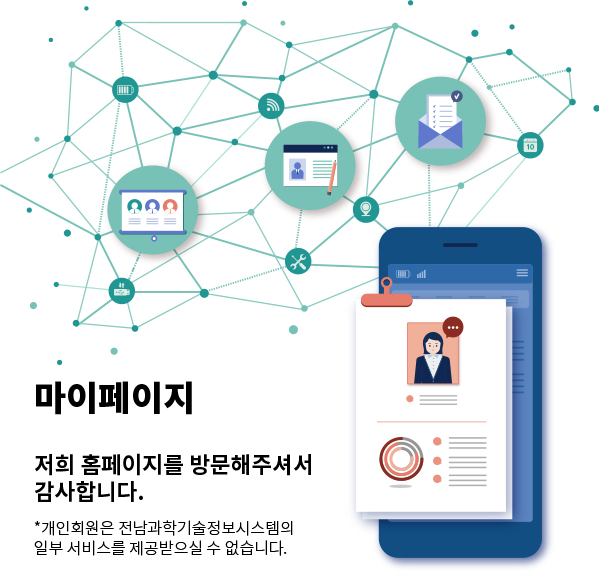 10
마이페이지
저희 홈페이지를 방문해주셔서
감사합니다.
*개인회원은 전남과학기술정보시스템의
일부 서비스를 제공받으실 수 없습니다.